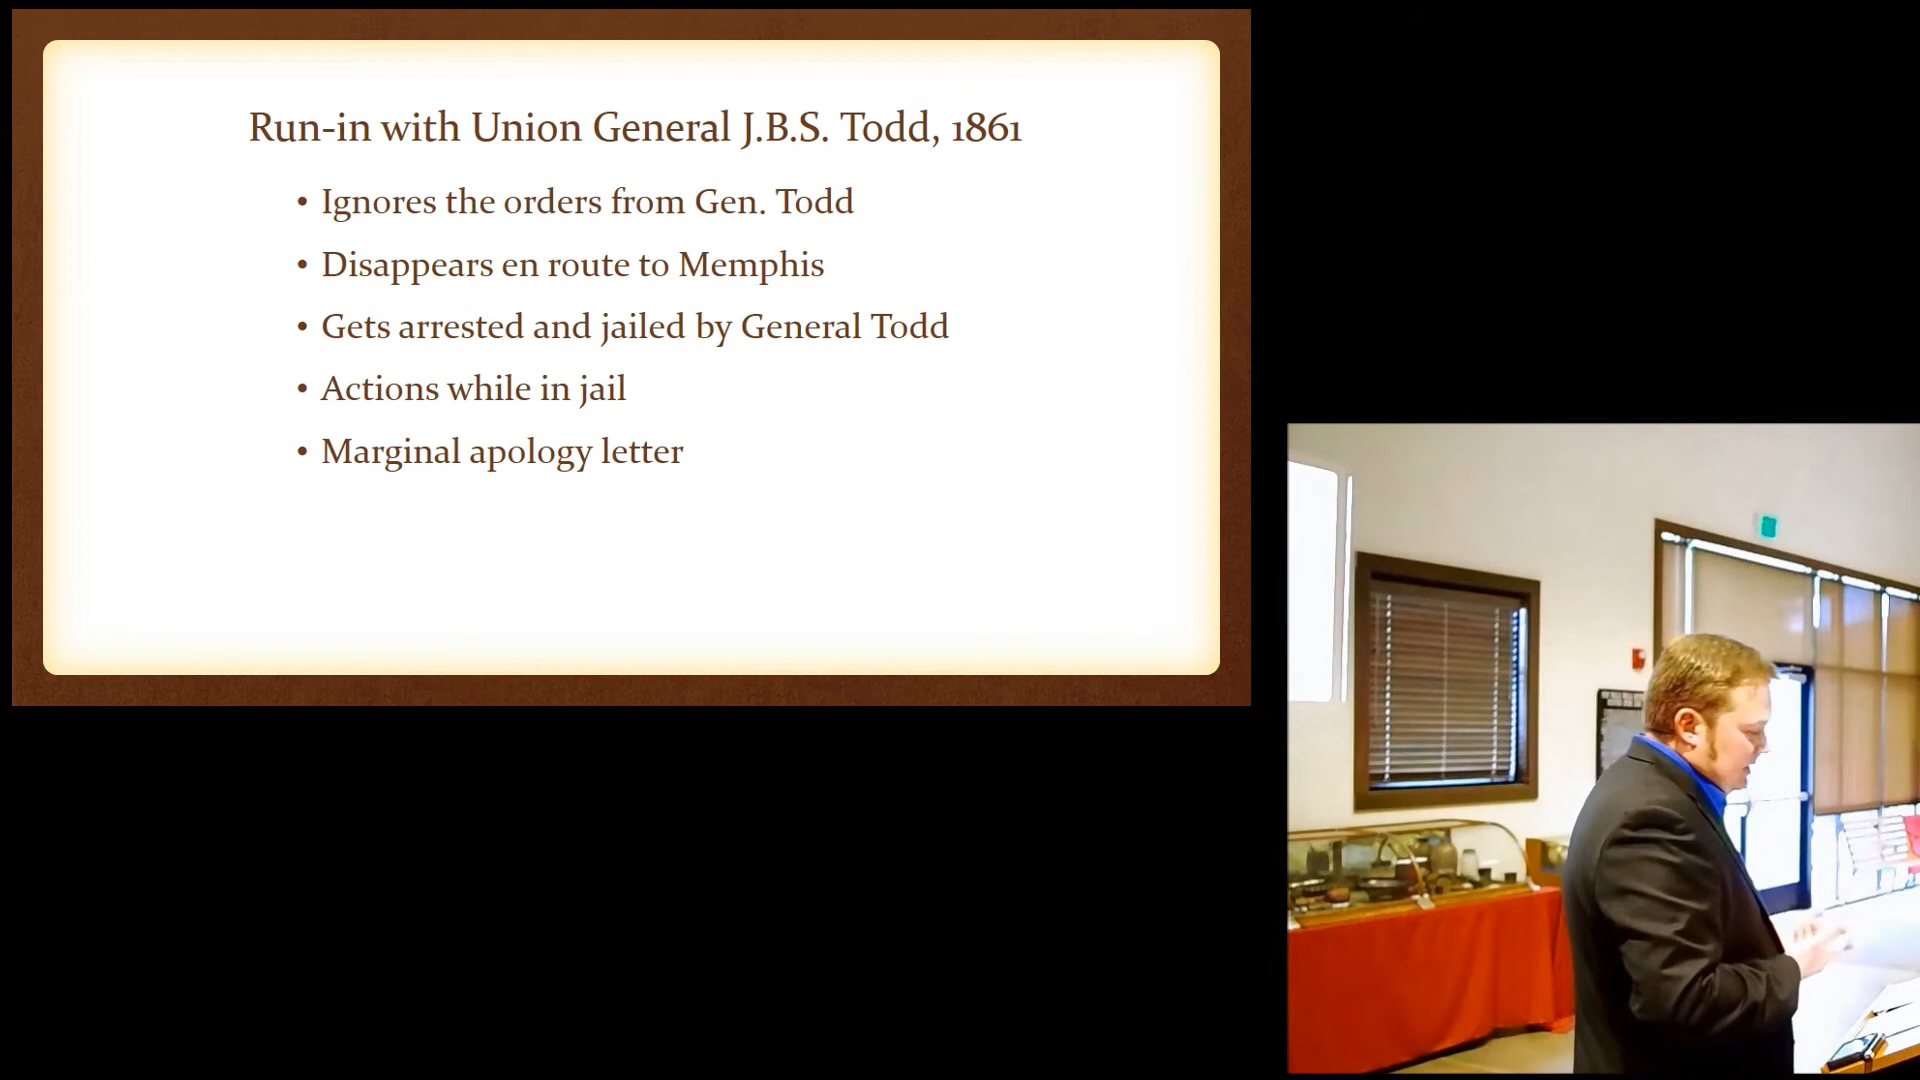 Run-in with Union General J.B.S. Todd, 1861
• Ignores the orders from Gen. Todd
• Disappears en route to Memphis
• Gets arrested and jailed by General Todd
• Actions while in jail
• Marginal apology letter